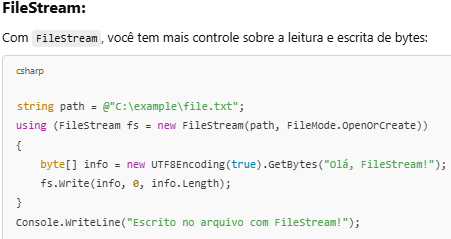 FileStream:
Com FileStream, você tem mais controle sobre a leitura e escrita de bytes:
csharp
string path = @"C:\example\file.txt";
using (FileStream fs = new FileStream(path, FileMode.OpenOrCreate))
{
    byte[] info = new UTF8Encoding(true).GetBytes("Olá, FileStream!");
    fs.Write(info, 0, info.Length);
}
Console.WriteLine("Escrito no arquivo com FileStream!");